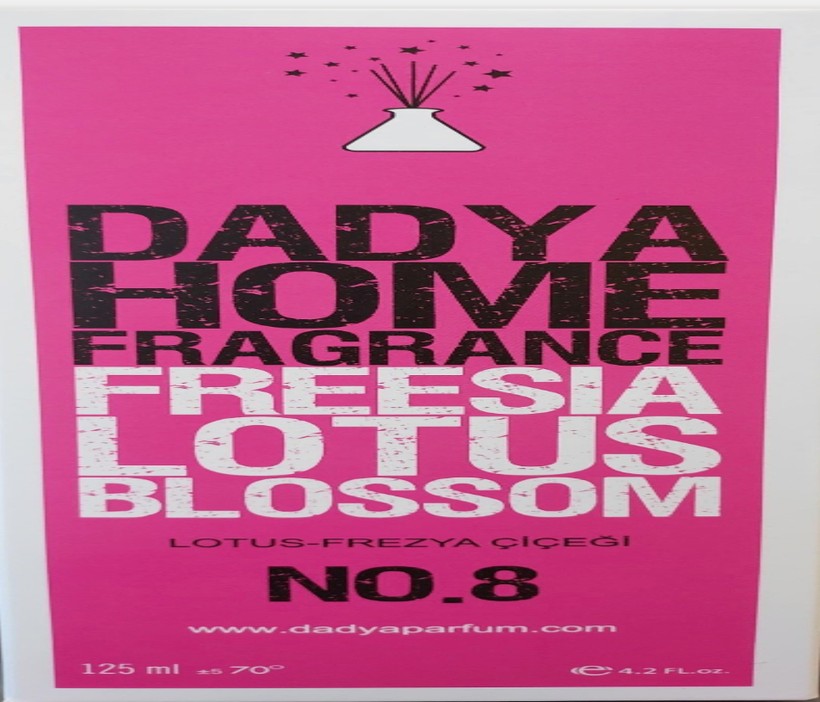 DADYA
HOME
FRAGRANCE
FREESIA
LOTUS
BLOSSOM
LOTUS-FREZYA ÇİÇEĞİ
NO.8
www.dadyaparfum.com
125 ml ±5 70° ℮ 4.2 FL.oz.